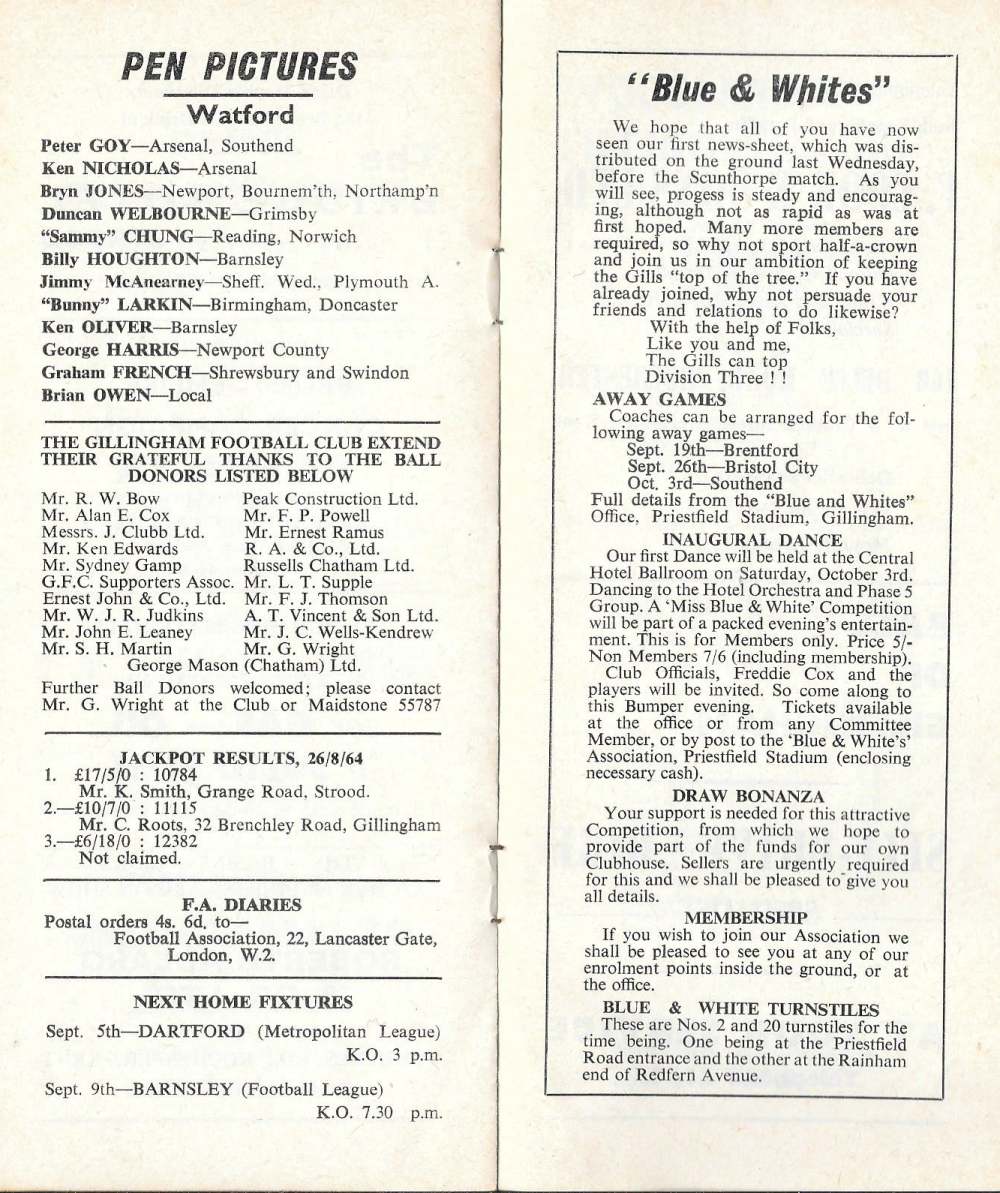 PEN PICTURES
Watford
Peter GOY—Arsenal, Southend
Ken NICHOLAS—Arsenal
Bryn JONES—Newport, Bournem'th, Northamp'n
Duncan WELBOURNE—Grimsby
“Sammy” CHUNG—Reading, Norwich
Billy HOUGHTON—Barnsley
Jimmy McAnearney—Sheff. Wed., Plymouth A.
“Bunny” LARKIN—Birmingham, Doncaster
Ken OLIVER—Barnsley
George HARRIS—Newport County
Graham FRENCH—Shrewsbury and Swindon
Brian OWEN—Local
THE GILLINGHAM FOOTBALL CLUB EXTEND
THEIR GRATEFUL THANKS TO THE BALL
DONORS LISTED BELOW
Mr. R. W. Bow
Mr. Alan E. Cox
Messrs. J. Clubb Ltd.
Mr. Ken Edwards
Mr. Sydney Gamp
G.F.C. Supporters Assoc.
Ernest John & Co., Ltd.
Mr. W. J. R. Judkins
Mr. John E. Leaney
Mr. S. H. Martin
Peak Construction Ltd.
Mr. F. P. Powell
Mr. Ernest Ramus
R. A. & Co., Ltd.
Russells Chatham Ltd.
Mr. L. T. Supple
Mr. F. J. Thomson
A. T. Vincent & Son Ltd.
Mr. J. C. Wells-Kendrew
Mr. G. Wright
George Mason (Chatham) Ltd.
Further Ball Donors welcomed; please contact
Mr. G. Wright at the Club or Maidstone 55787
JACKPOT RESULTS, 26/8/64
1. £17/5/0 : 10784
Mr. K. Smith, Grange Road, Strood.
2.—£10/7/0 : 11115
Mr. C. Roots, 32 Brenchley Road, Gillingham
3.—£6/18/0 : 12382
Not claimed.
F.A. DIARIES
Postal orders 4s. 6d. to—
Football Association, 22, Lancaster Gate,
London, W.2.
NEXT HOME FIXTURES
Sept. 5th—DARTFORD (Metropolitan League)
K.O. 3 p.m.
Sept. 9th—BARNSLEY (Football League)
K.O. 7.30 p.m.
“Blue & Whites”
We hope that all of you have now
seen our first news-sheet, which was dis-
tributed on the ground last Wednesday,
before the Scunthorpe match. As you
will see, progess is steady and encourag-
ing, although not as rapid as was at
first hoped. Many more members are
required, so why not sport half-a-crown
and join us in our ambition of keeping
the Gills “top of the tree.” If you have
already joined, why not persuade your
friends and relations to do likewise?
With the help of Folks,
Like you and me,
The Gills can top
Division Three ! !
AWAY GAMES
Coaches can be arranged for the fol-
lowing away games—
Sept. 19th—Brentford
Sept. 26th—Bristol City
Oct. 3rd—Southend
Full details from the “Blue and Whites”
Office, Priestfield Stadium, Gillingham.
INAUGURAL DANCE
Our first Dance will be held at the Central
Hotel Ballroom on Saturday, October 3rd.
Dancing to the Hotel Orchestra and Phase 5
Group. A ‘Miss Blue & White’ Competition
will be part of a packed evening's entertain-
ment. This is for Members only. Price 5/-
Non Members 7/6 (including membership).
Club Officials, Freddie Cox and the
players will be invited. So come along to
this Bumper evening. Tickets available
at the office or from any Committee
Member, or by post to the ‘Blue & White's’
Association, Priestfield Stadium (enclosing
necessary cash).
DRAW BONANZA
Your support is needed for this attractive
Competition, from which we hope to
provide part of the funds for our own
Clubhouse. Sellers are urgently required
for this and we shall be pleased to give you
all details.
MEMBERSHIP
If you wish to join our Association we
shall be pleased to see you at any of our
enrolment points inside the ground, or at
the office.
BLUE & WHITE TURNSTILES
These are Nos. 2 and 20 turnstiles for the
time being. One being at the Priestfield
Road entrance and the other at the Rainham
end of Redfern Avenue.